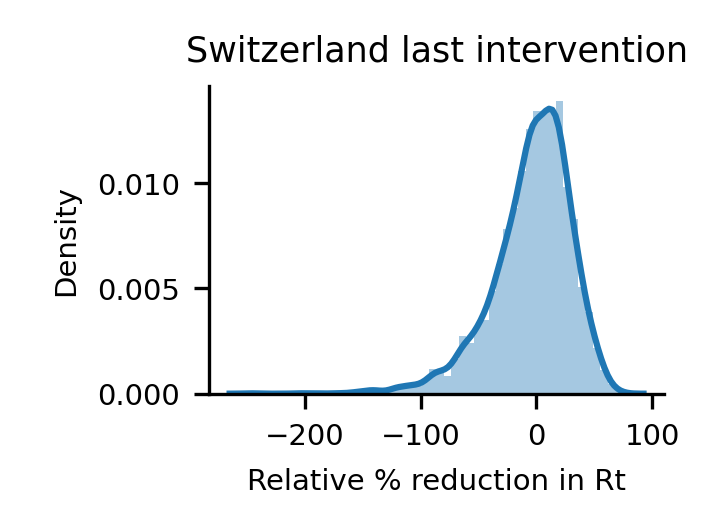 Switzerland last intervention
Density
0.010
0.005
0.000
−200
−100
0
100
Relative % reduction in Rt